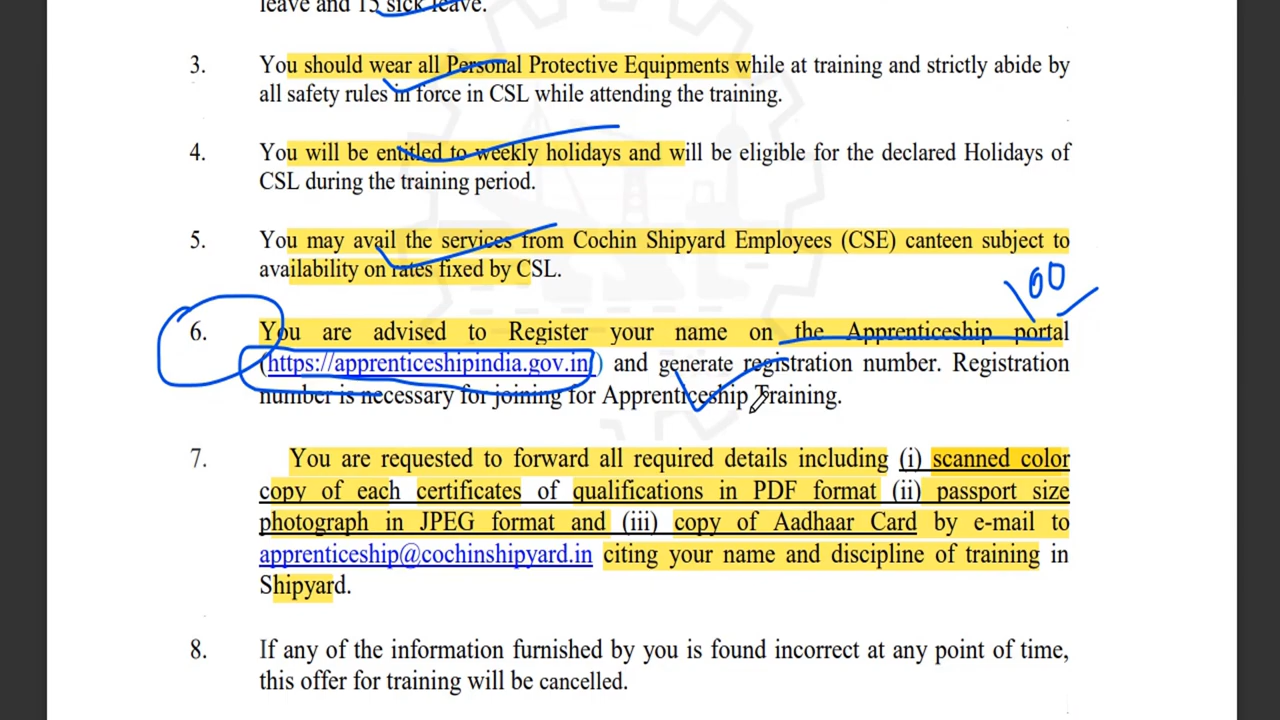 leave and 15 sick leave.
3. You should wear all Personal Protective Equipments while at training and strictly abide by
all safety rules in force in CSL while attending the training.
4. You will be entitled to weekly holidays and will be eligible for the declared Holidays of
CSL during the training period.
5. You may avail the services from Cochin Shipyard Employees (CSE) canteen subject to
availability on rates fixed by CSL.
6. You are advised to Register your name on the Apprenticeship portal
(https://apprenticeshipindia.gov.in/) and generate registration number. Registration
number is necessary for joining for Apprenticeship Training.
7. You are requested to forward all required details including (i) scanned color
copy of each certificates of qualifications in PDF format (ii) passport size
photograph in JPEG format and (iii) copy of Aadhaar Card by e-mail to
apprenticeship@cochinshipyard.in citing your name and discipline of training in
Shipyard.
8. If any of the information furnished by you is found incorrect at any point of time,
this offer for training will be cancelled.